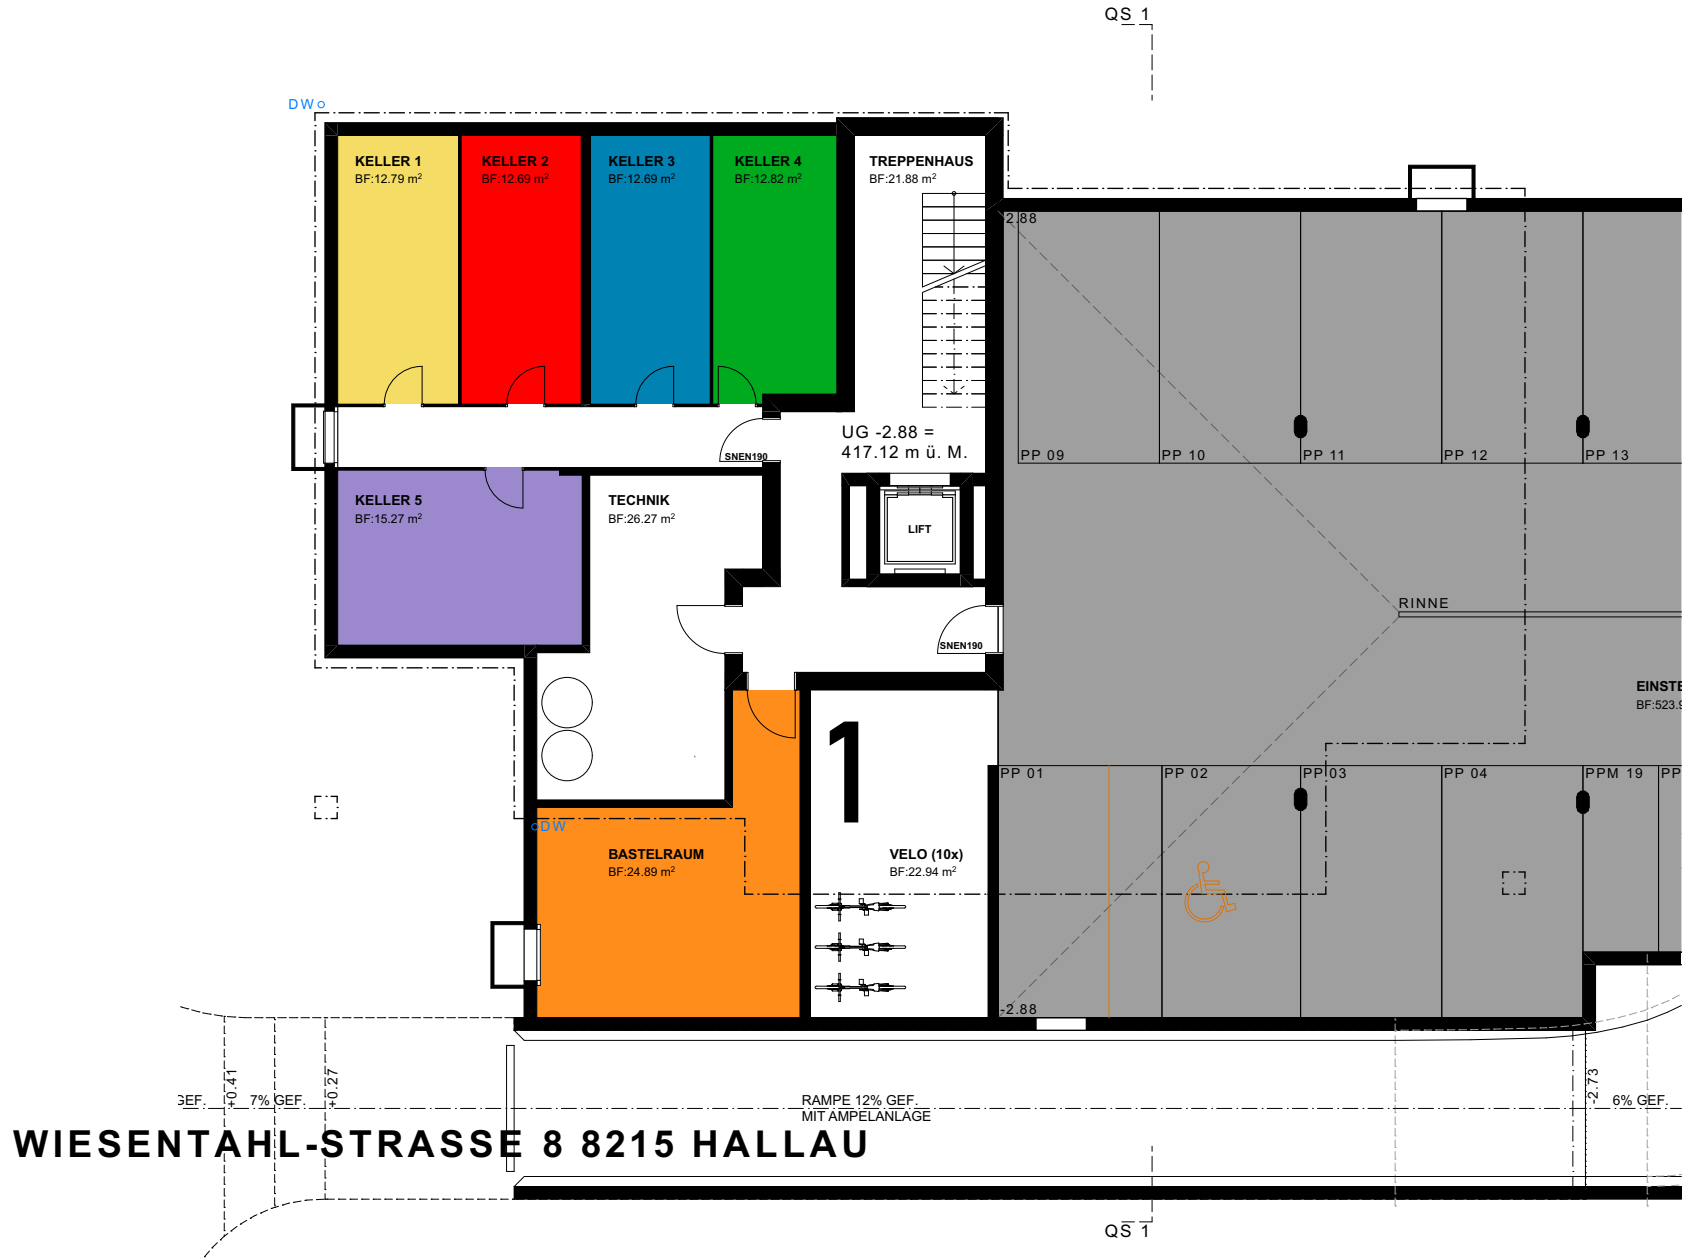 QS 1
DW
KELLER 1
BF:12.79 m²
KELLER 2
BF:12.69 m²
KELLER 3
BF:12.69 m²
KELLER 4
BF:12.82 m²
TREPPENHAUS
BF:21.88 m²
-2.88
UG -2.88 =
417.12 m ü. M.
SNEN190
PP 09
PP 10
PP 11
PP 12
PP 13
KELLER 5
BF:15.27 m²
TECHNIK
BF:26.27 m²
LIFT
RINNE
SNEN190
EINSTE
BF:523.9
1
PP 01
PP 02
PP 03
PP 04
PPM 19
PP
DW
BASTELRAUM
BF:24.89 m²
VELO (10x)
BF:22.94 m²
-2.88
GEF.
+0.41
7% GEF.
+0.27
RAMPE 12% GEF.
MIT AMPELANLAGE
-2.73
6% GEF.
WIESENTAHL-STRASSE 8 8215 HALLAU
QS 1